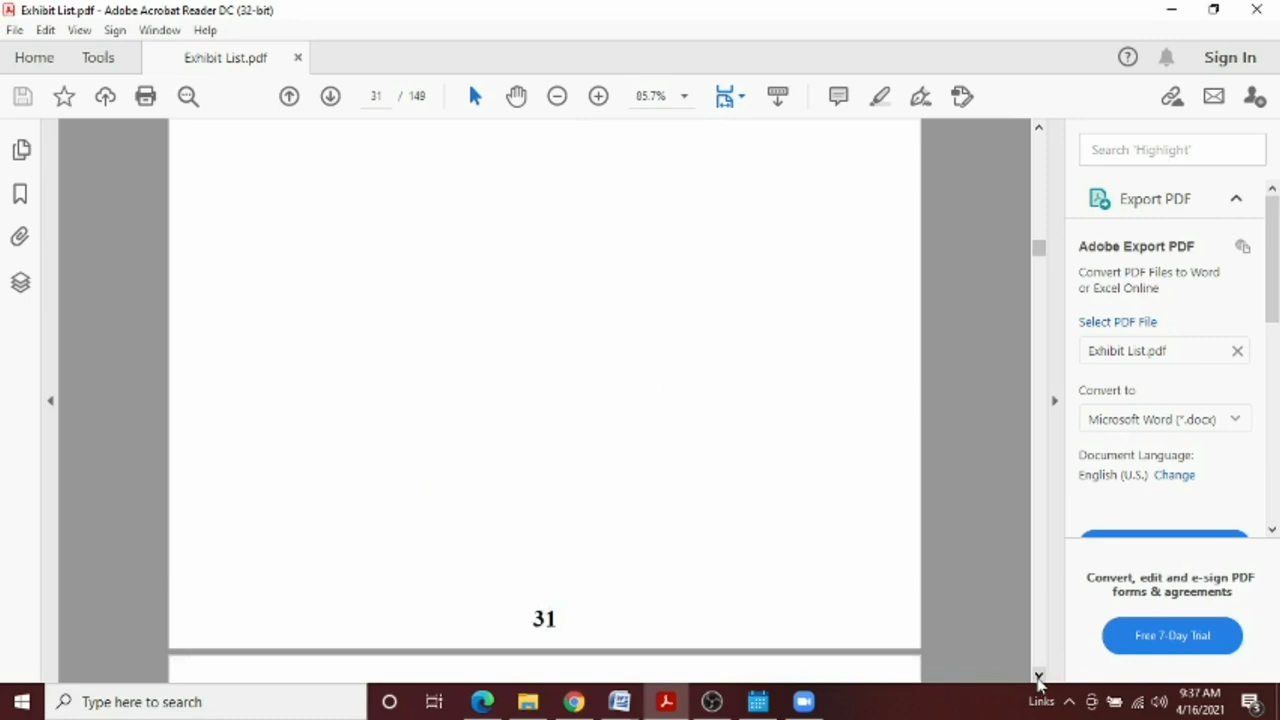 Exhibit List.pdf - Adobe Acrobat Reader DC (32-bit)
File Edit View Sign Window Help
Home Tools Exhibit List.pdf Sign In
31 / 149 85.7%
Search 'Highlight'
Export PDF
Adobe Export PDF
Convert PDF Files to Word
or Excel Online
Select PDF File
Exhibit List.pdf
Convert to
Microsoft Word (*.docx)
Document Language:
English (U.S.) Change
Convert, edit and e-sign PDF
forms & agreements
Free 7-Day Trial
31
Type here to search
Links
9:37 AM
4/16/2021
3